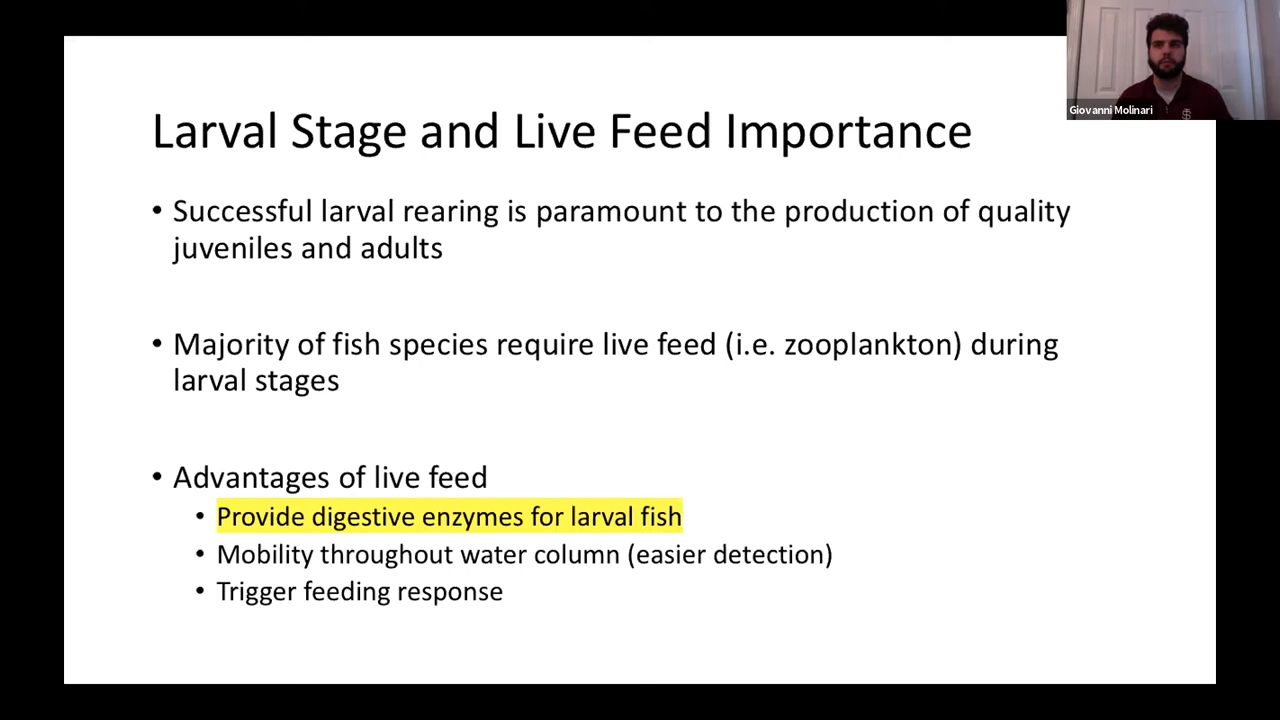 Giovanni Molinari
Larval Stage and Live Feed Importance
• Successful larval rearing is paramount to the production of quality
juveniles and adults
• Majority of fish species require live feed (i.e. zooplankton) during
larval stages
• Advantages of live feed
• Provide digestive enzymes for larval fish
• Mobility throughout water column (easier detection)
• Trigger feeding response